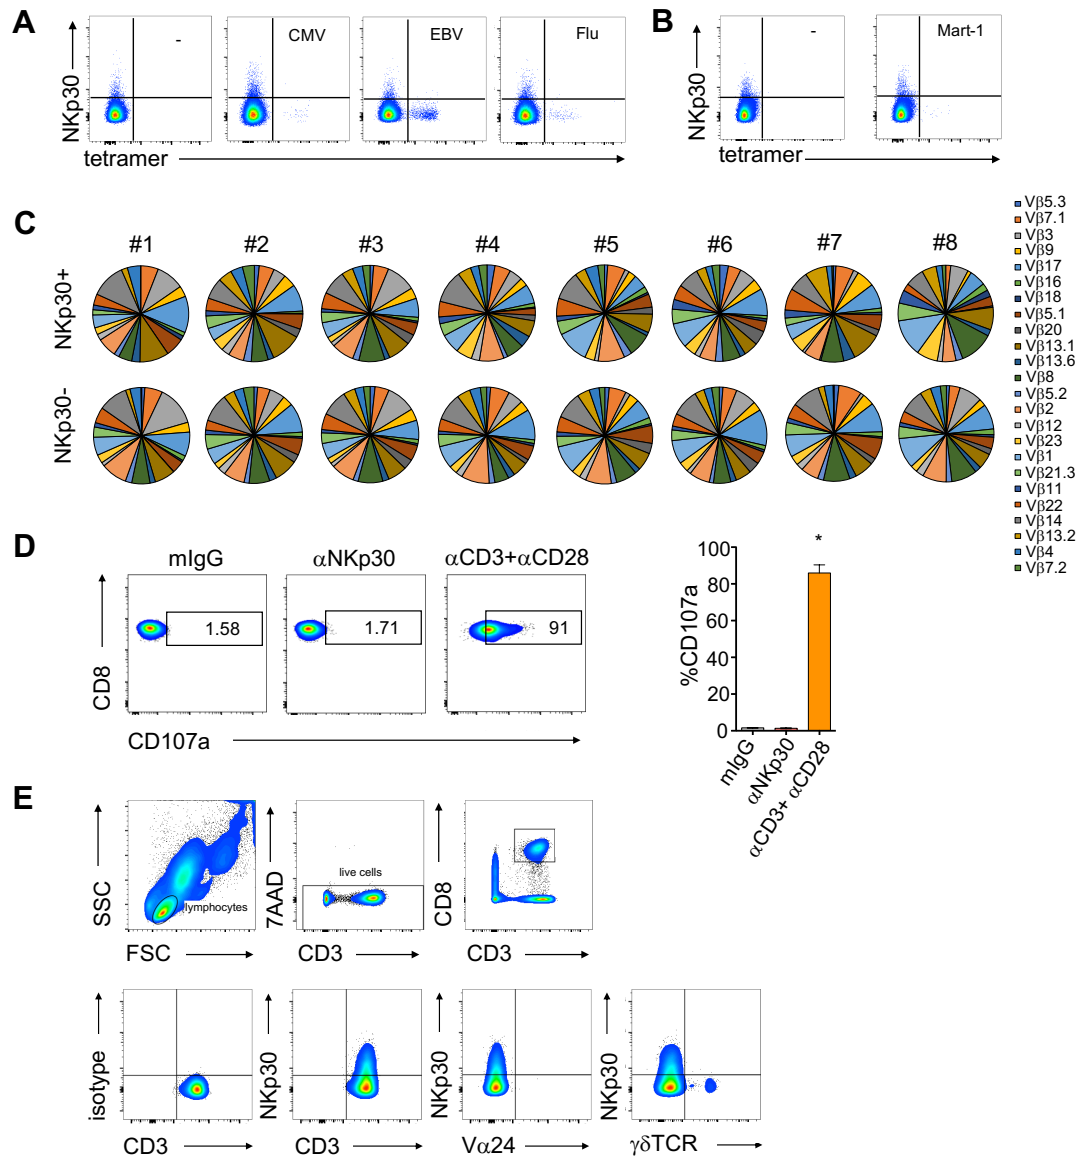 A
B
-
CMV
EBV
Flu
-
Mart-1
NKp30
NKp30
tetramer
tetramer
C
#1 #2 #3 #4 #5 #6 #7 #8
NKp30+
NKp30-
Vβ5.3
Vβ7.1
Vβ3
Vβ9
Vβ17
Vβ16
Vβ18
Vβ5.1
Vβ20
Vβ13.1
Vβ13.6
Vβ8
Vβ5.2
Vβ2
Vβ12
Vβ23
Vβ1
Vβ21.3
Vβ11
Vβ22
Vβ14
Vβ13.2
Vβ4
Vβ7.2
D
mIgG
αNKp30
αCD3+αCD28
1.58
1.71
91
CD8
CD107a
%CD107a
100
80
60
40
20
0
*
mIgG
αNKp30
αCD3+ αCD28
E
SSC
lymphocytes
FSC
7AAD
live cells
CD3
CD8
CD3
isotype
CD3
NKp30
CD3
NKp30
Vα24
NKp30
γδTCR